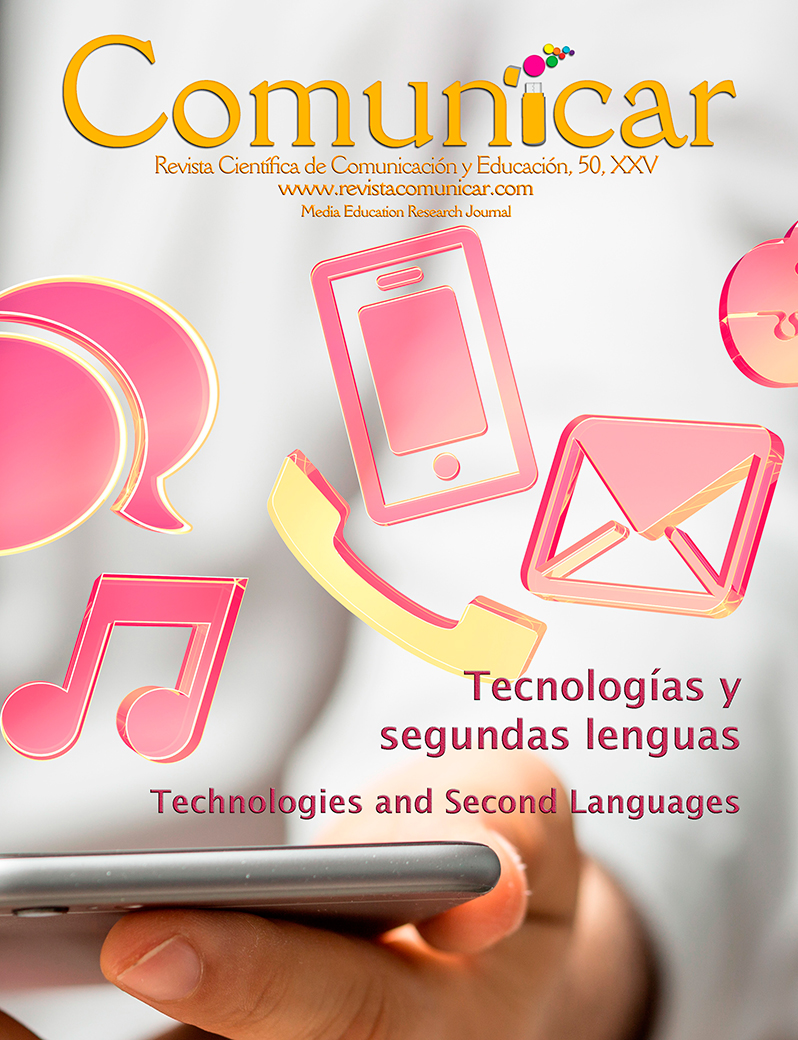 Comunicar
Revista Científica de Comunicación y Educación, 50, XXV
www.revistacomunicar.com
Media Education Research Journal
Tecnologías y
segundas lenguas
Technologies and Second Languages